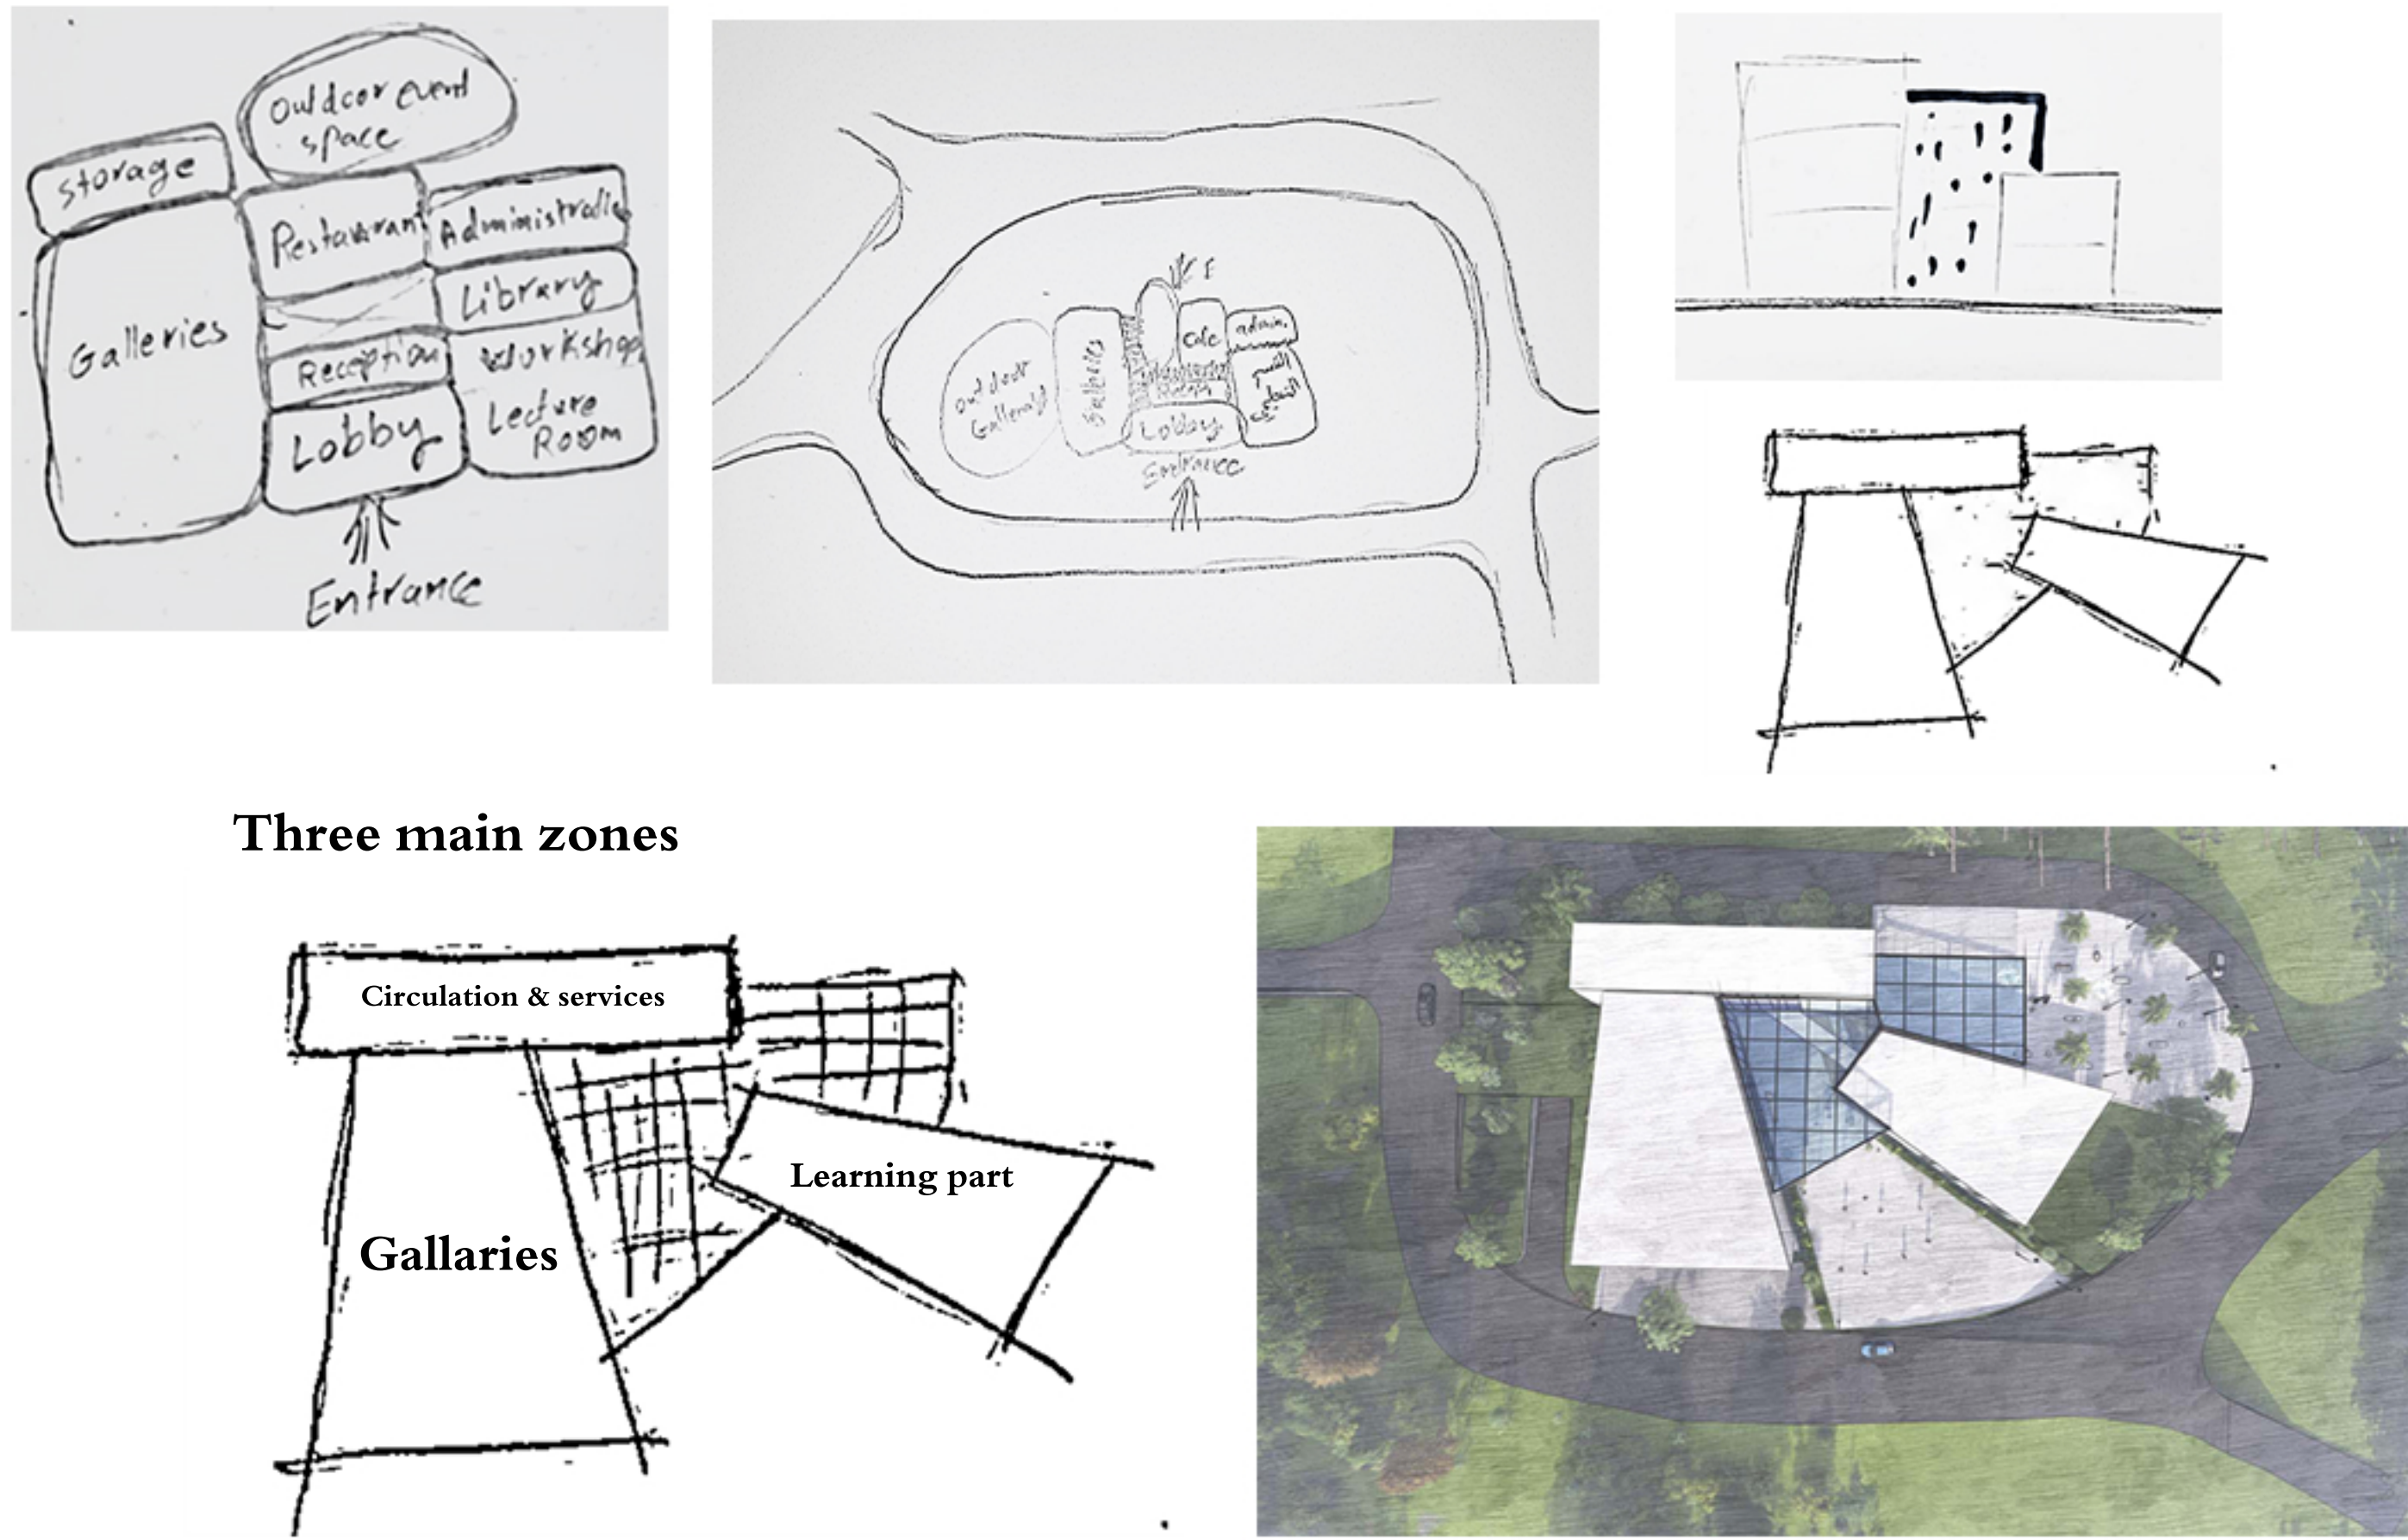 Outdoor event
space
storage
Restaurant
Administratio
Galleries
Library
Reception
Workshop
Lecture
Room
Lobby
Entrance
E
Cafe
admin.
outdoor
Galleries
Lobby
Entrance
Three main zones
Circulation & services
Learning part
Gallaries